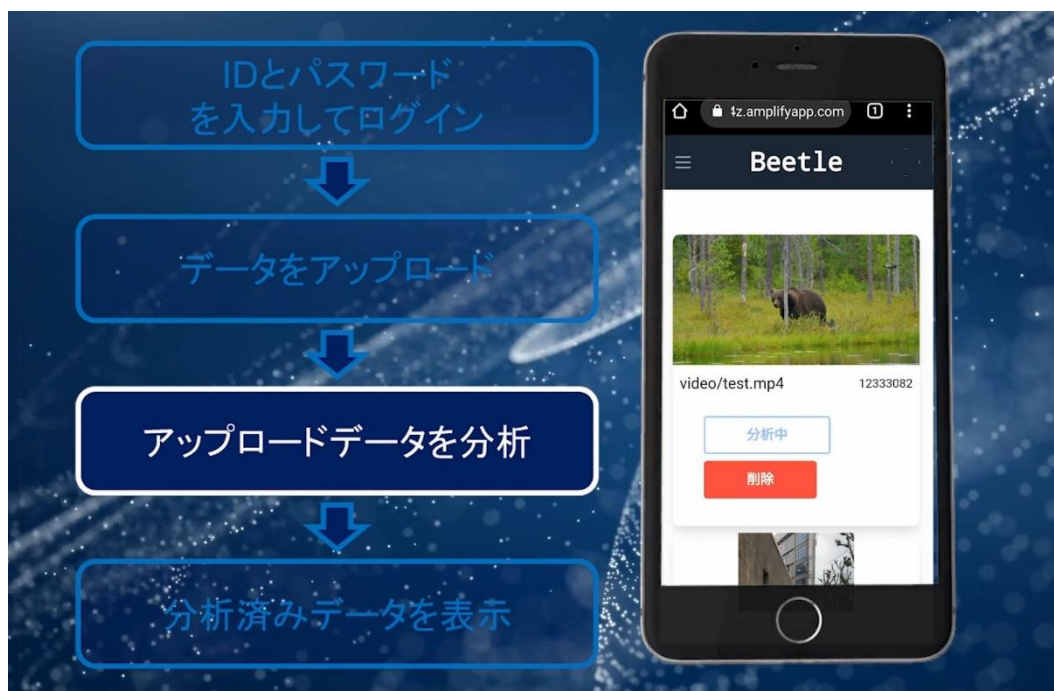 IDとパスワード
を入力してログイン
データをアップロード
アップロードデータを分析
分析済みデータを表示
4z.amplifyapp.com
1
Beetle
video/test.mp4
12333082
分析中
削除